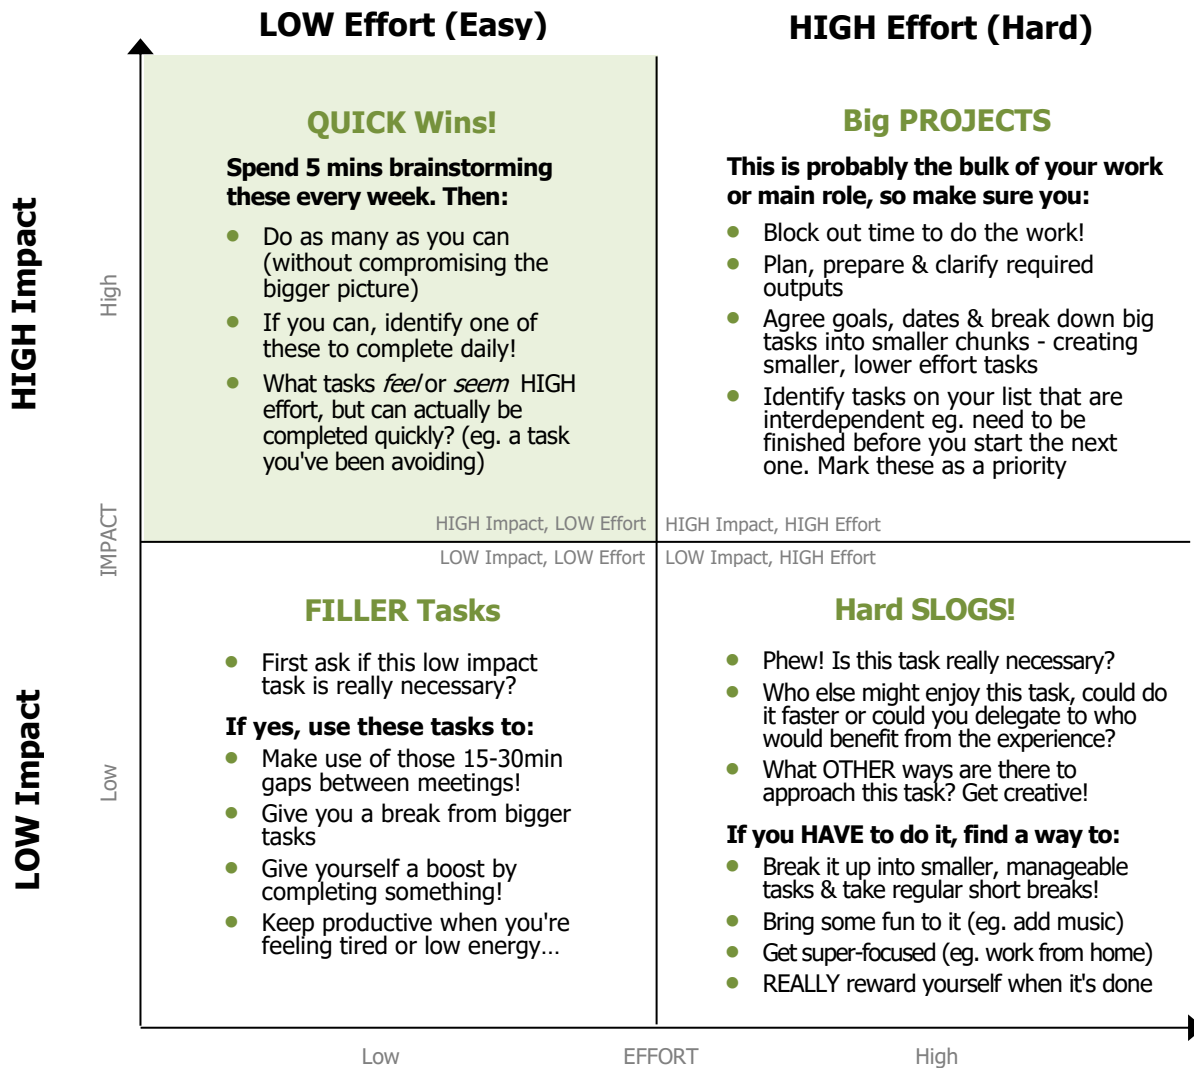 LOW Effort (Easy)
HIGH Effort (Hard)
HIGH Impact
High
QUICK Wins!
Spend 5 mins brainstorming
these every week. Then:
● Do as many as you can
(without compromising the
bigger picture)
● If you can, identify one of
these to complete daily!
● What tasks feel or seem HIGH
effort, but can actually be
completed quickly? (eg. a task
you've been avoiding)
HIGH Impact, LOW Effort
Big PROJECTS
This is probably the bulk of your work
or main role, so make sure you:
● Block out time to do the work!
● Plan, prepare & clarify required
outputs
● Agree goals, dates & break down big
tasks into smaller chunks - creating
smaller, lower effort tasks
● Identify tasks on your list that are
interdependent eg. need to be
finished before you start the next
one. Mark these as a priority
HIGH Impact, HIGH Effort
IMPACT
LOW Impact
Low
LOW Impact, LOW Effort
FILLER Tasks
● First ask if this low impact
task is really necessary?
If yes, use these tasks to:
● Make use of those 15-30min
gaps between meetings!
● Give you a break from bigger
tasks
● Give yourself a boost by
completing something!
● Keep productive when you're
feeling tired or low energy...
LOW Impact, HIGH Effort
Hard SLOGS!
● Phew! Is this task really necessary?
● Who else might enjoy this task, could do
it faster or could you delegate to who
would benefit from the experience?
● What OTHER ways are there to
approach this task? Get creative!
If you HAVE to do it, find a way to:
● Break it up into smaller, manageable
tasks & take regular short breaks!
● Bring some fun to it (eg. add music)
● Get super-focused (eg. work from home)
● REALLY reward yourself when it's done
Low
EFFORT
High